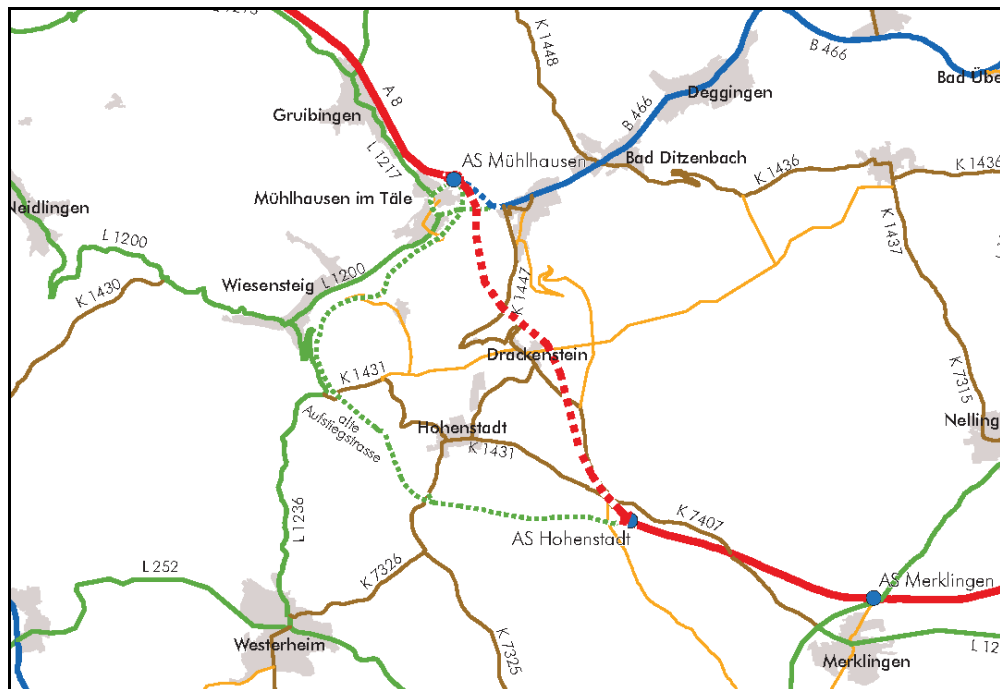 B 466
K 1448
Bad Übe
A 8
Deggingen
Gruibingen
B 466
L 1217
AS Mühlhausen
Bad Ditzenbach
K 1436
K 1436
Mühlhausen im Täle
Neidlingen
K 1437
L 1200
L 1200
Wiesensteig
K 1430
K 1447
Drackenstein
K 1431
K 7315
alte
Aufstiegstrasse
Hohenstadt
Nelling
K 1431
L 1236
K 7407
AS Hohenstadt
L 252
K 7326
AS Merklingen
Westerheim
K 7325
L 12
Merklingen